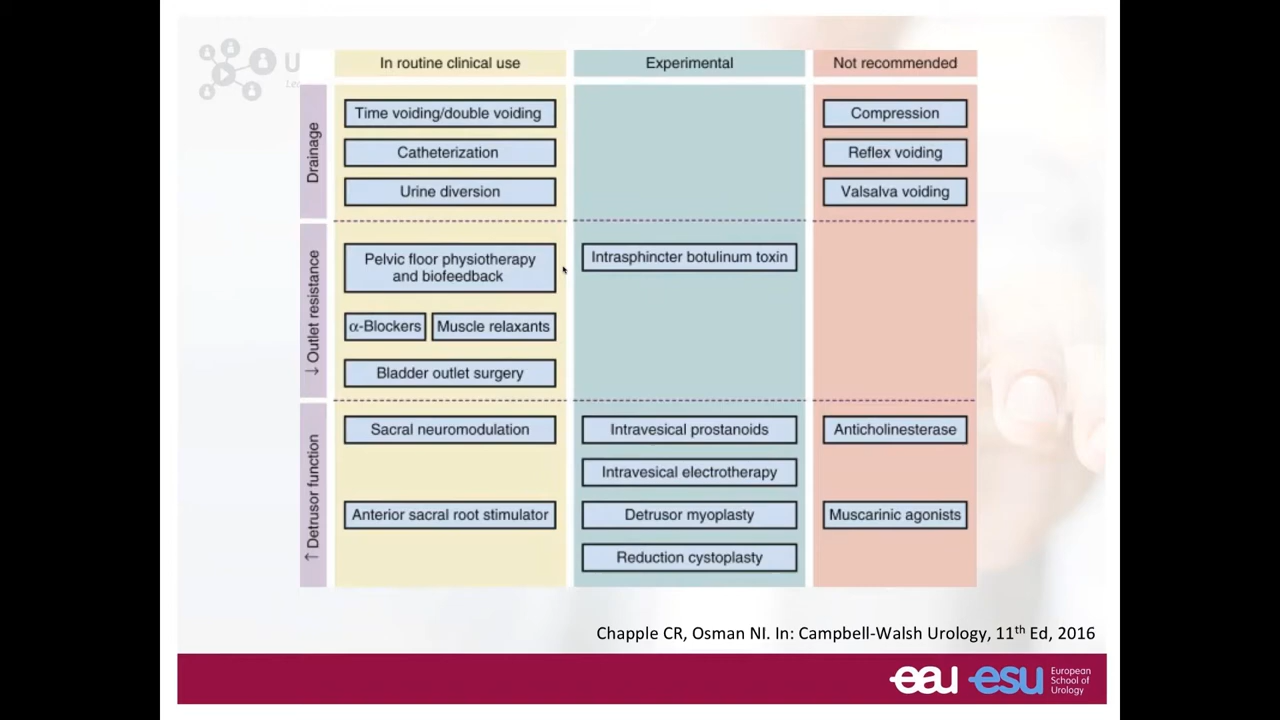 U
Lea
In routine clinical use
Experimental
Not recommended
Drainage
Time voiding/double voiding
Catheterization
Urine diversion
Compression
Reflex voiding
Valsalva voiding
↓ Outlet resistance
Pelvic floor physiotherapy
and biofeedback
α-Blockers
Muscle relaxants
Bladder outlet surgery
Intrasphincter botulinum toxin
↑ Detrusor function
Sacral neuromodulation
Anterior sacral root stimulator
Intravesical prostanoids
Intravesical electrotherapy
Detrusor myoplasty
Reduction cystoplasty
Anticholinesterase
Muscarinic agonists
Chapple CR, Osman NI. In: Campbell-Walsh Urology, 11th Ed, 2016
eau
esu
European
School of
Urology